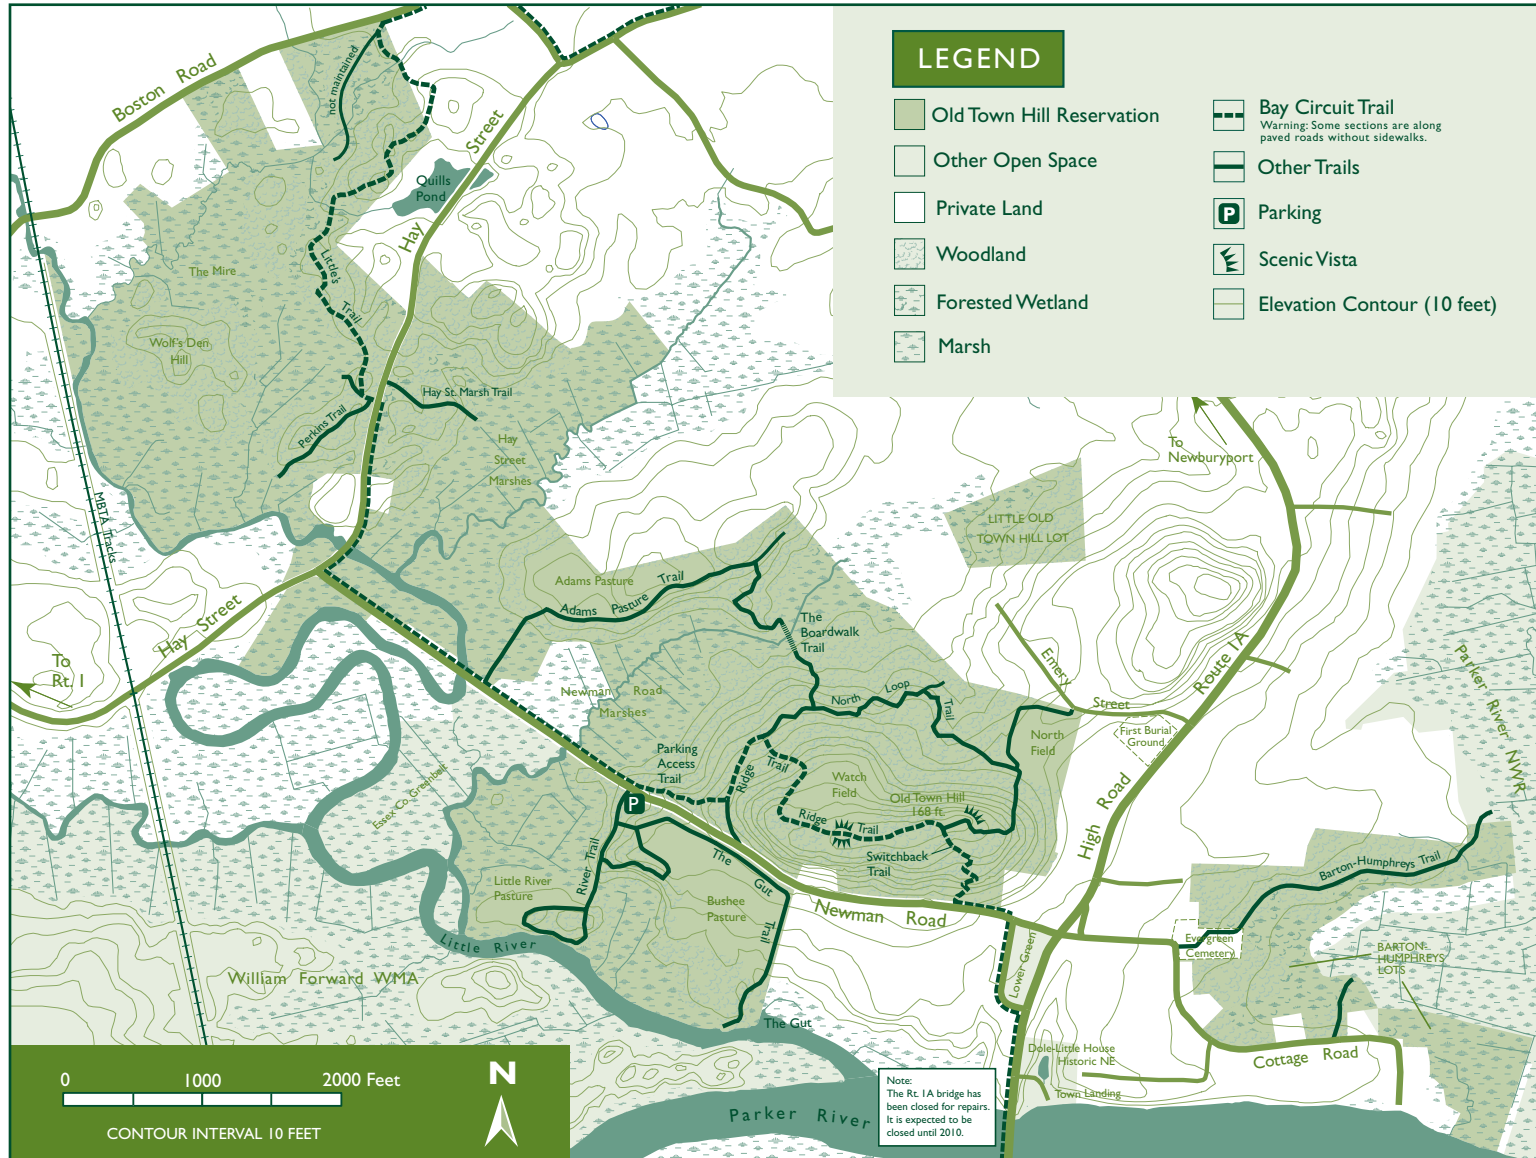 LEGEND
Old Town Hill Reservation
Other Open Space
Private Land
Woodland
Forested Wetland
Marsh
Bay Circuit Trail
Warning: Some sections are along
paved roads without sidewalks.
Other Trails
P
Parking
Scenic Vista
Elevation Contour (10 feet)
Boston Road
not maintained
Hay Street
Quills
Pond
Little's Trail
The Mire
Wolf's Den
Hill
Perkins Trail
Hay St. Marsh Trail
Hay
Street
Marshes
MBTA Tracks
To
Newburyport
LITTLE OLD
TOWN HILL LOT
Adams Pasture
Adams Pasture Trail
The
Boardwalk
Trail
Hay Street
To
Rt. 1
Newman Road
Marshes
North Loop Trail
Emery Street
Route 1A
First Burial
Ground
North
Field
Parker River NWR
Parking
Access
Trail
Ridge Trail
Watch
Field
Old Town Hill
168 ft.
Ridge Trail
Switchback
Trail
High Road
Essex Co. Greenbelt
P
River Trail
The Gut Trail
Little River
Pasture
Bushee
Pasture
Newman Road
Barton-Humphreys Trail
Evergreen
Cemetery
BARTON-
HUMPHREYS
LOTS
Little River
William Forward WMA
Lower Green
The Gut
Dole-Little House
Historic NE
Cottage Road
Town Landing
Parker River
Note:
The Rt. 1A bridge has
been closed for repairs.
It is expected to be
closed until 2010.
0 1000 2000 Feet
CONTOUR INTERVAL 10 FEET
N